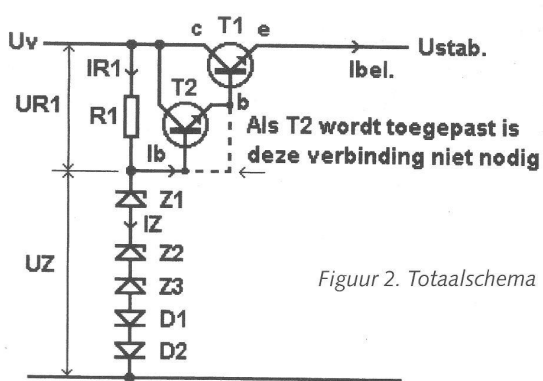 c T1 e
Uv
Ustab.
IR1
T2
Ibel.
UR1
R1
b
Als T2 wordt toegepast is
deze verbinding niet nodig
Ib
Z1
IZ
Z2
UZ
Z3
Figuur 2. Totaalschema
D1
D2